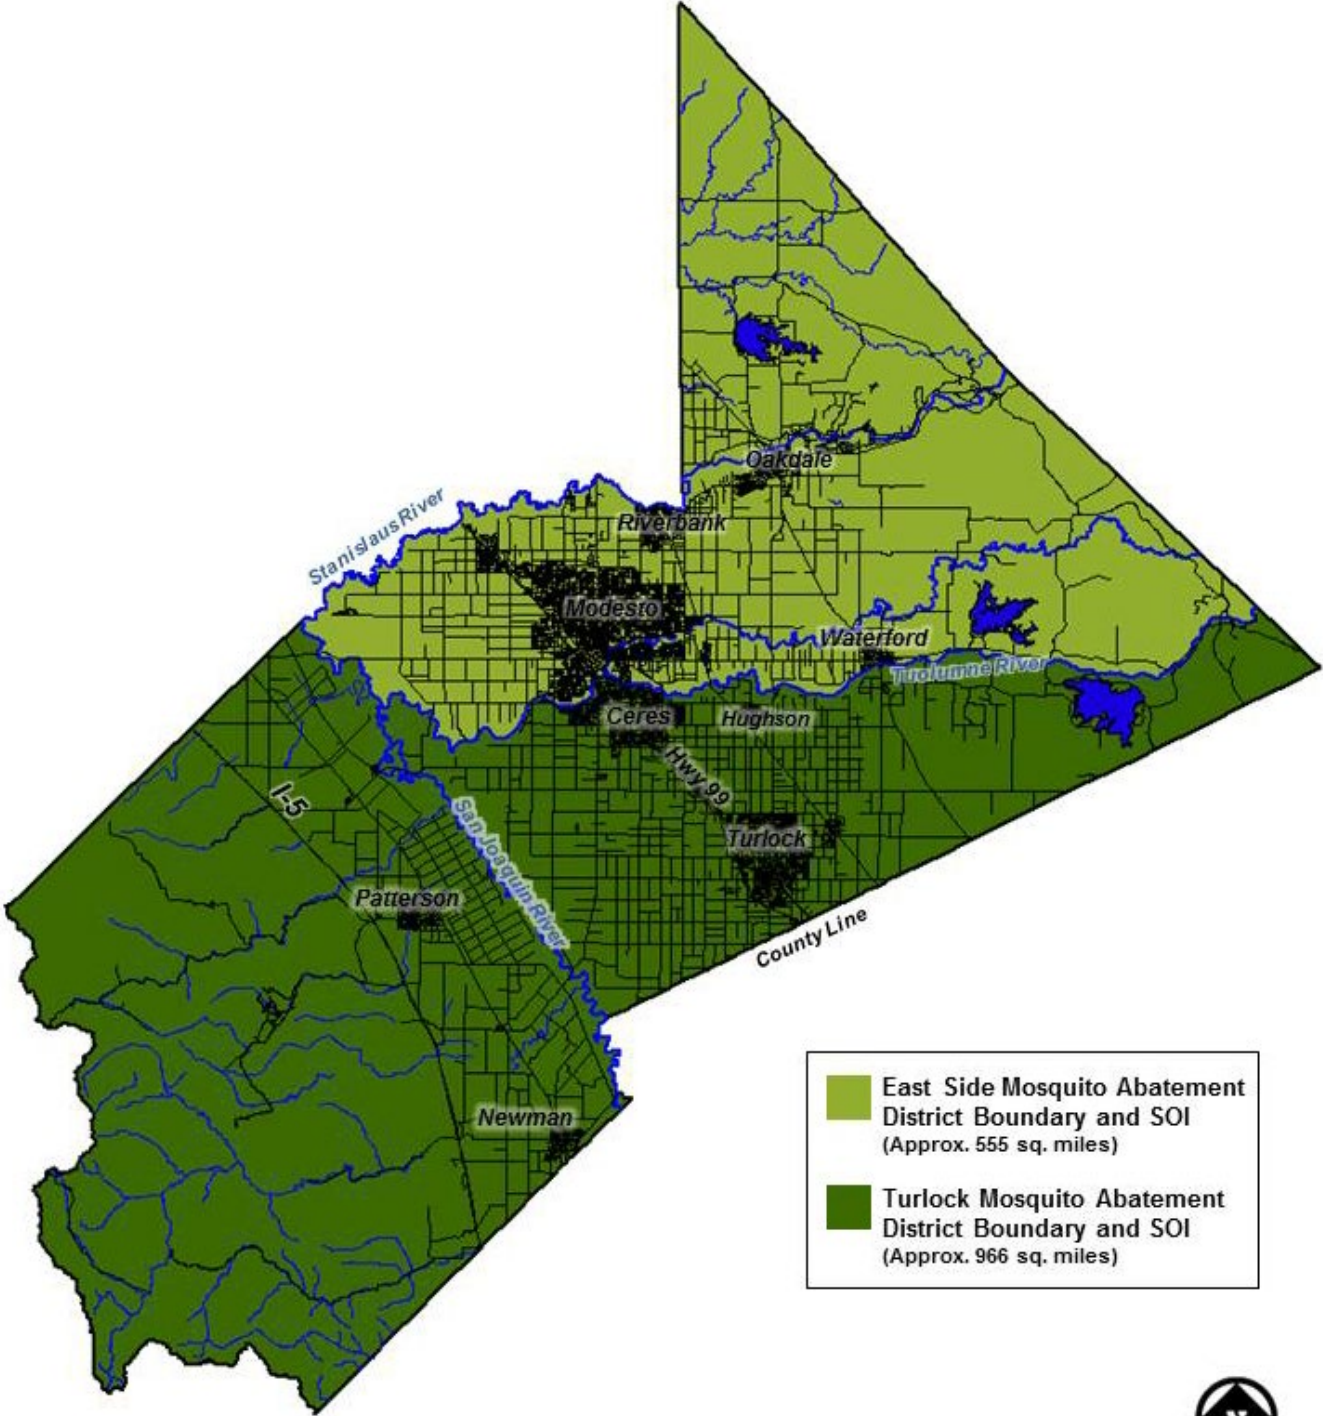 Oakdale
Stanislaus River
Riverbank
Modesto
Waterford
Tuolumne River
Ceres
Hughson
Hwy 99
I-5
San Joaquin River
Turlock
Patterson
County Line
Newman
East Side Mosquito Abatement
District Boundary and SOI
(Approx. 555 sq. miles)
Turlock Mosquito Abatement
District Boundary and SOI
(Approx. 966 sq. miles)